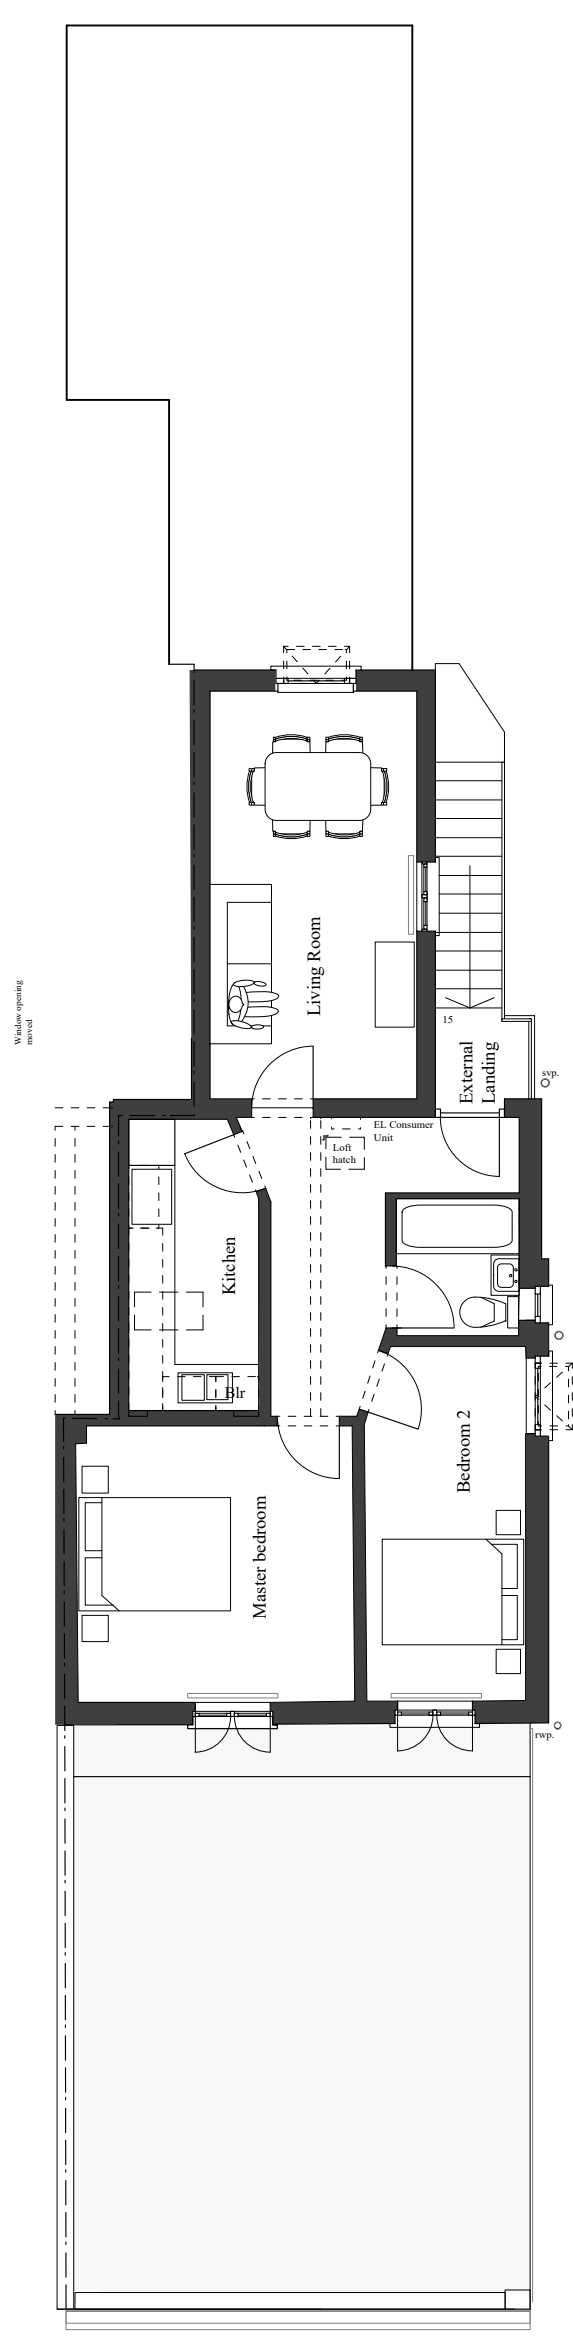 Window opening
moved
Living Room
15
External
Landing
svp.
EL Consumer
Unit
Loft
hatch
Kitchen
Blr
Bedroom 2
Master bedroom
rwp.